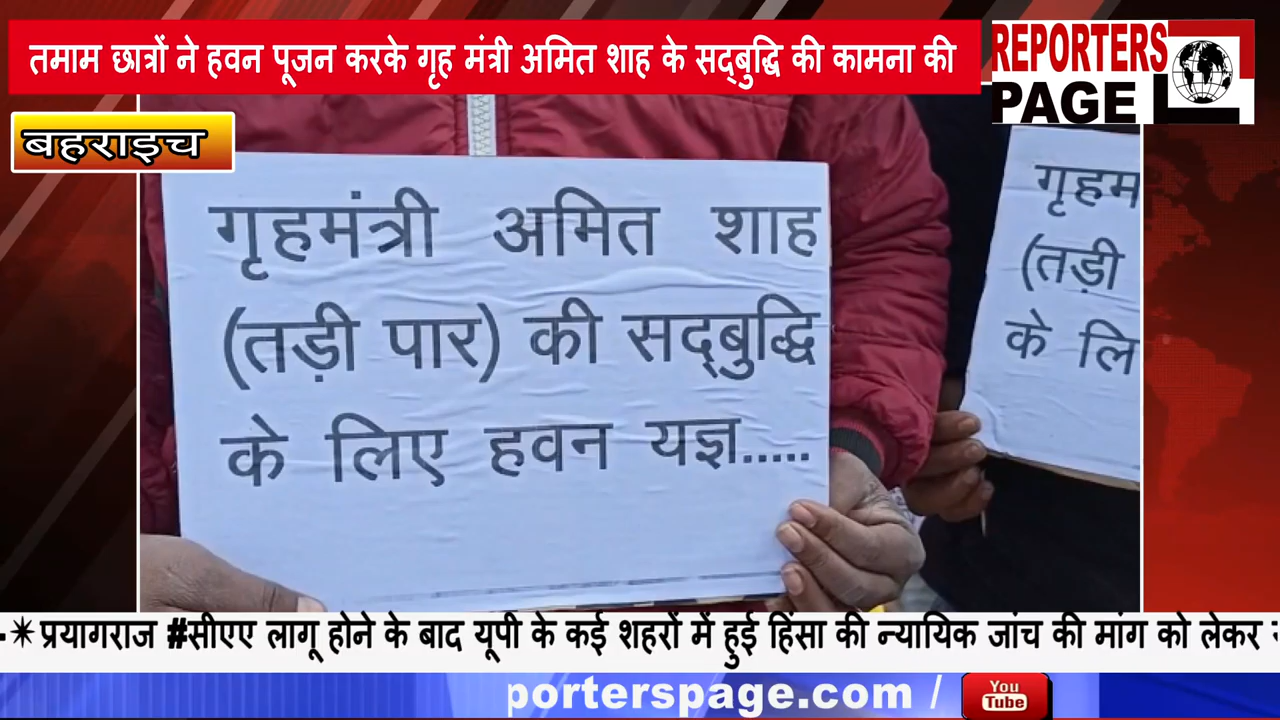 तमाम छात्रों ने हवन पूजन करके गृह मंत्री अमित शाह के सद्बुद्धि की कामना की
REPORTERS
PAGE
बहराइच
गृहमंत्री अमित शाह
(तड़ी पार) की सद्बुद्धि
के लिए हवन यज्ञ.....
गृहम
(तड़ी
के लि
प्रयागराज #सीएए लागू होने के बाद यूपी के कई शहरों में हुई हिंसा की न्यायिक जांच की मांग को लेकर
porterspage.com /
You
Tube